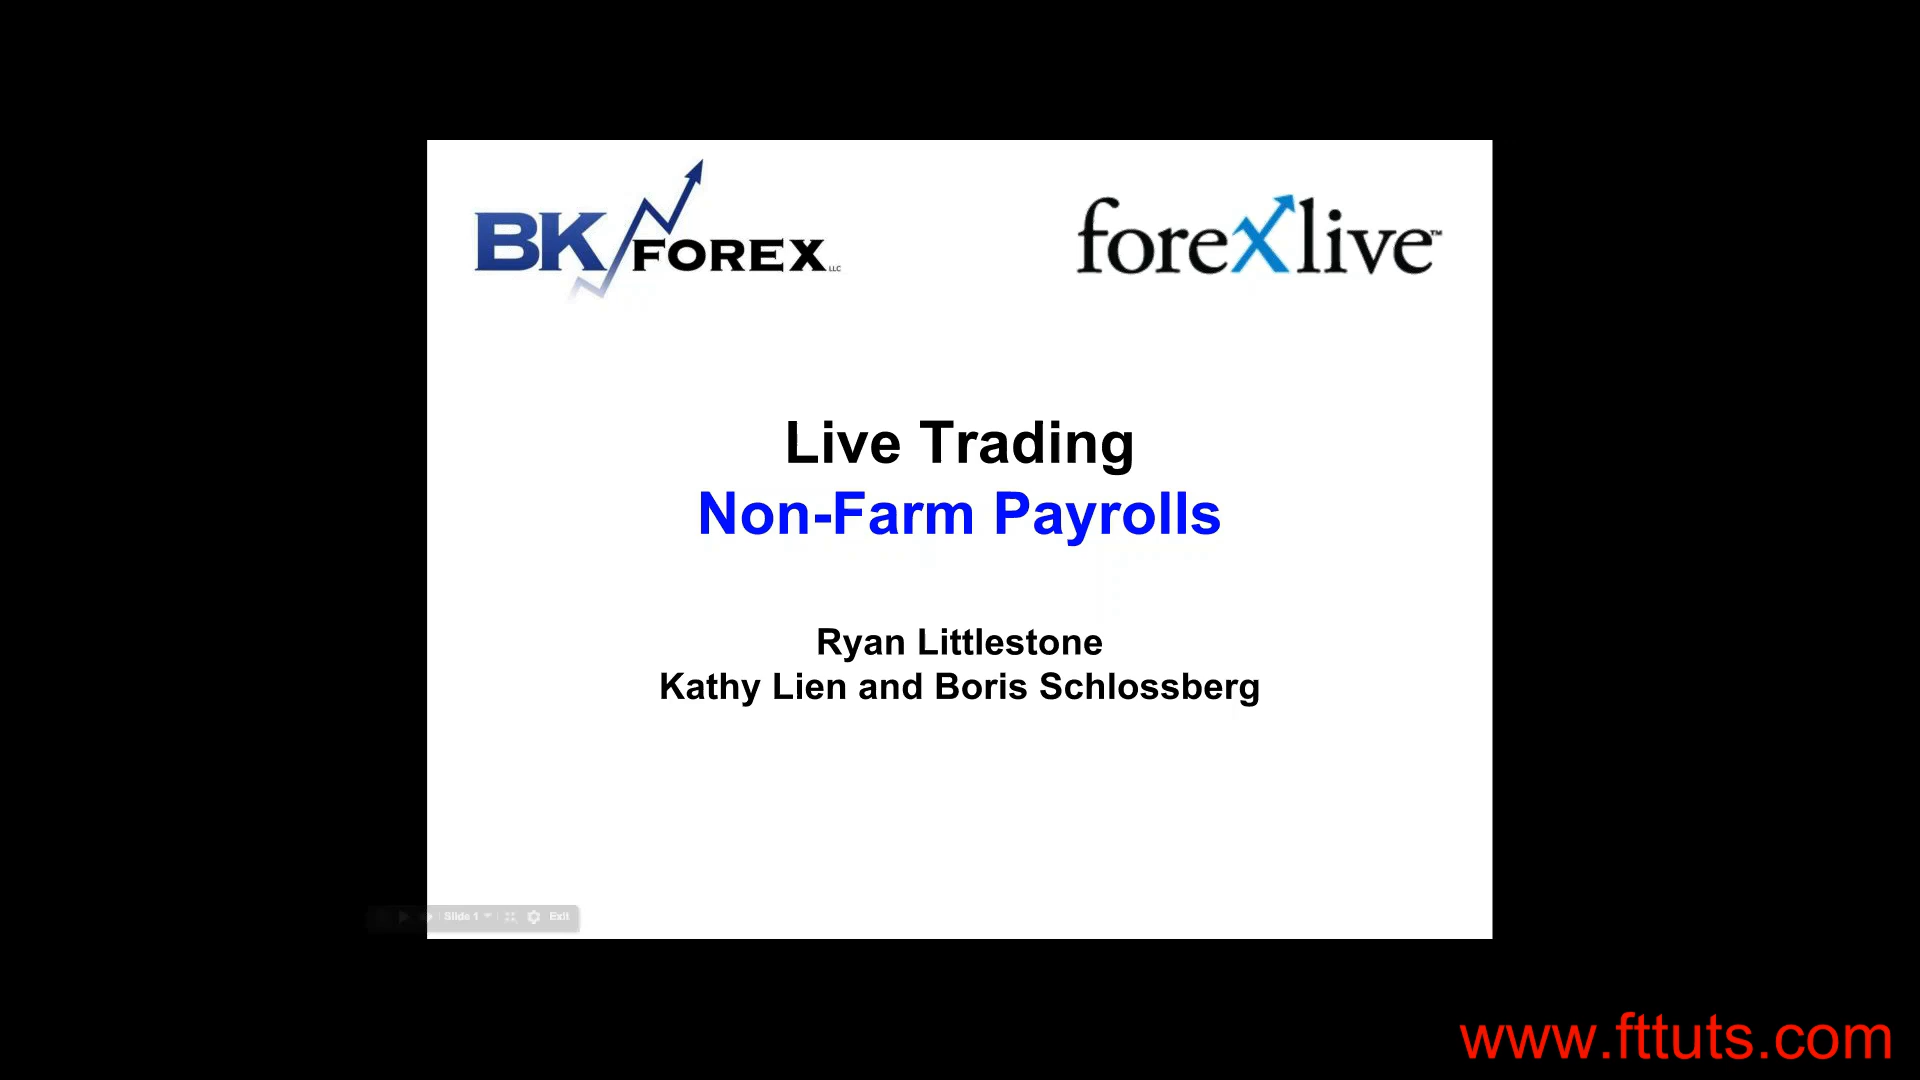 BK FOREX LLC
forexlive™
Live Trading
Non-Farm Payrolls
Ryan Littlestone
Kathy Lien and Boris Schlossberg
Slide 1
Exit
www.fttuts.com